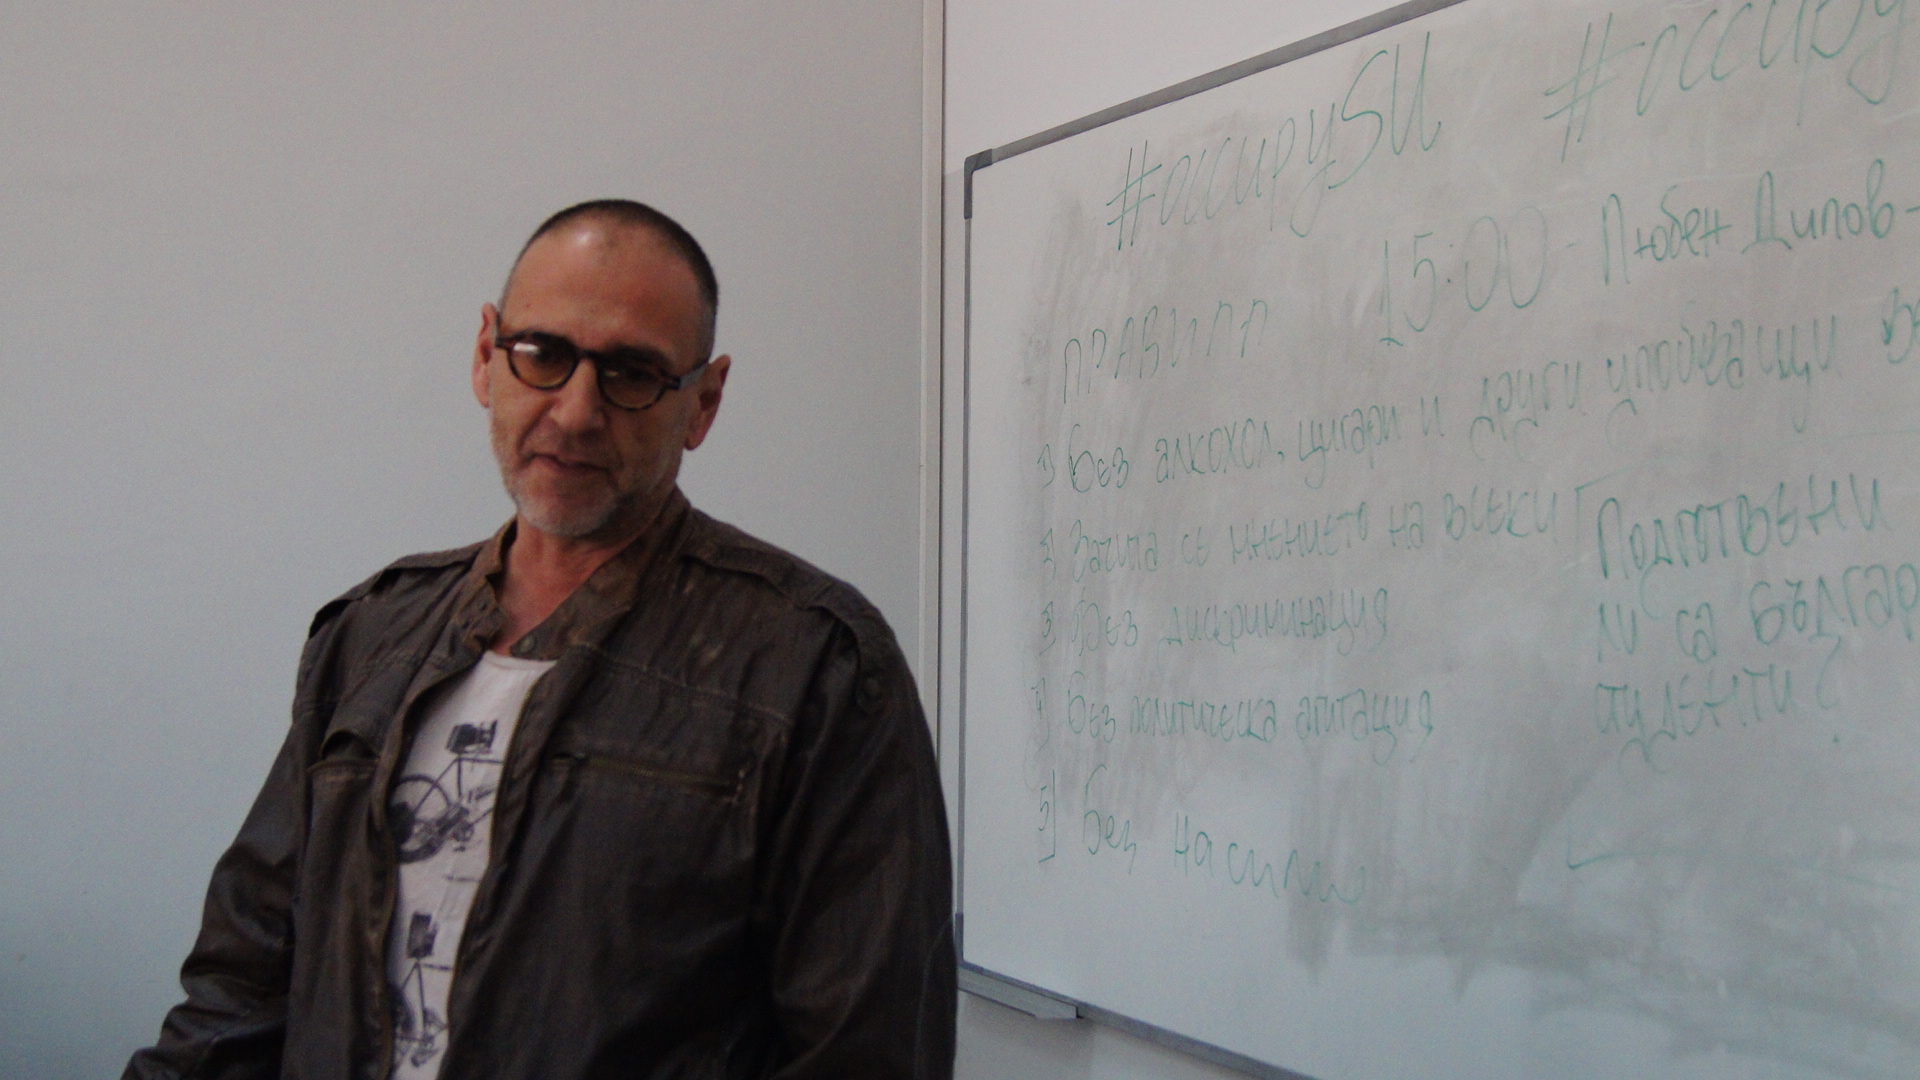 #occupySU #occupy
15:00 - Любен Дилов -
ПРАВИЛА
1) Без алкохол, цигари и други упойващи ве
2) Зачита се мнението на всеки
3) Без дискриминация
4) Без политическа агитация
5) Без насилие
Подготвени
ли са Българ
студенти?